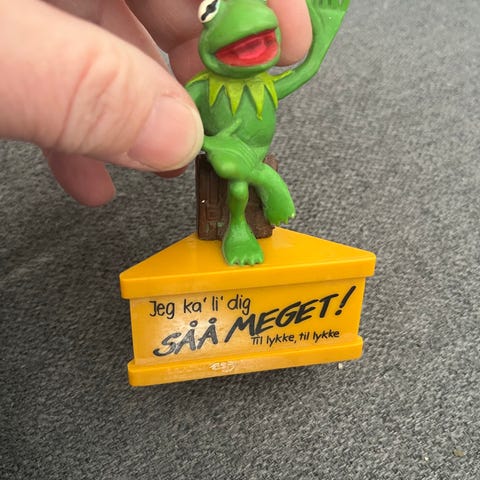 Jeg ka' li' dig
SÅÅ MEGET!
Til lykke, til lykke